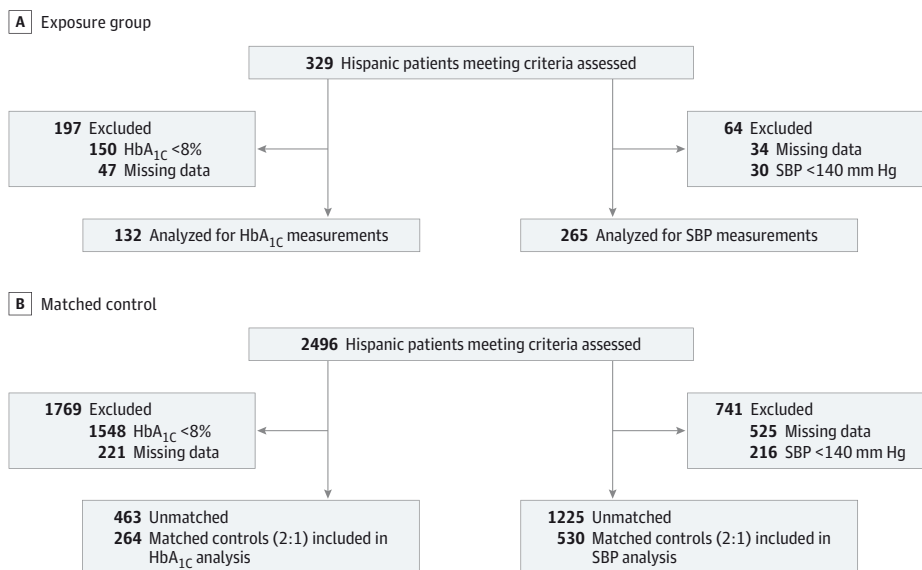 A Exposure group
329 Hispanic patients meeting criteria assessed
197 Excluded
150 HbA1C <8%
47 Missing data
64 Excluded
34 Missing data
30 SBP <140 mm Hg
132 Analyzed for HbA1C measurements
265 Analyzed for SBP measurements
B Matched control
2496 Hispanic patients meeting criteria assessed
1769 Excluded
1548 HbA1C <8%
221 Missing data
741 Excluded
525 Missing data
216 SBP <140 mm Hg
463 Unmatched
264 Matched controls (2:1) included in
HbA1C analysis
1225 Unmatched
530 Matched controls (2:1) included in
SBP analysis